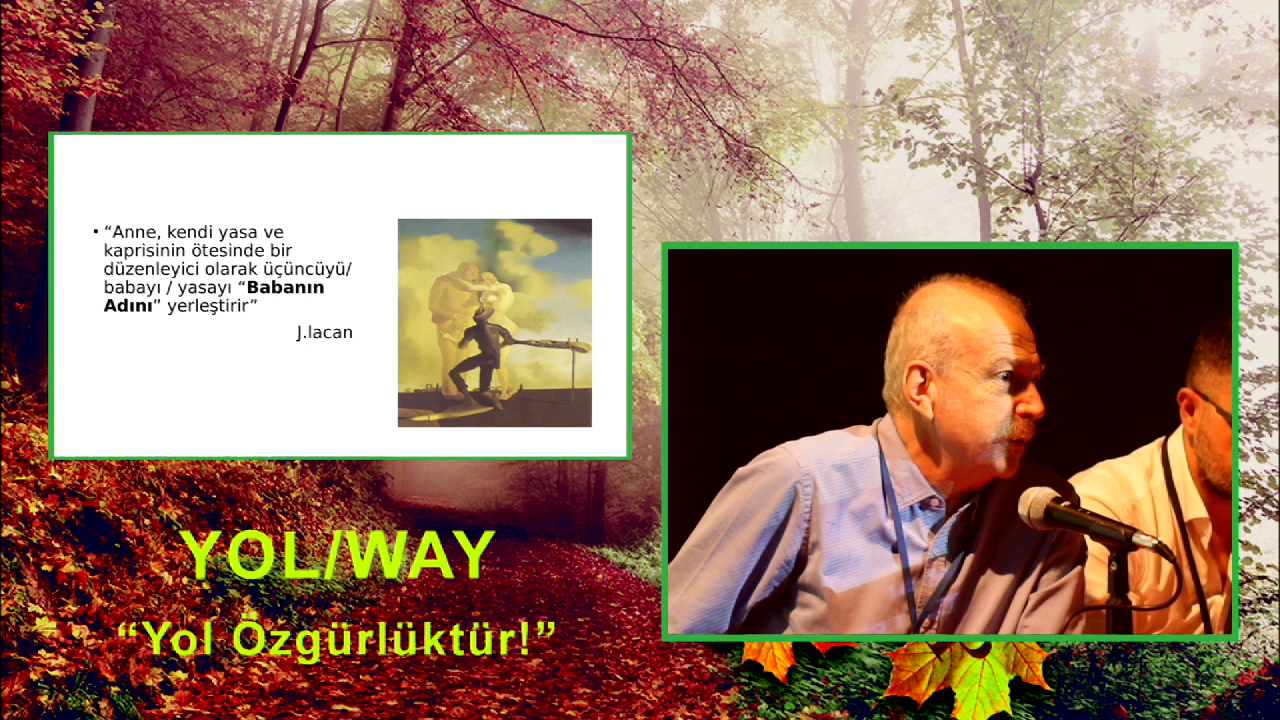 • “Anne, kendi yasa ve
kaprisinin ötesinde bir
düzenleyici olarak üçüncüyü/
babayı / yasayı “Babanın
Adını” yerleştirir”
J.lacan
YOL/WAY
“Yol Özgürlüktür!”